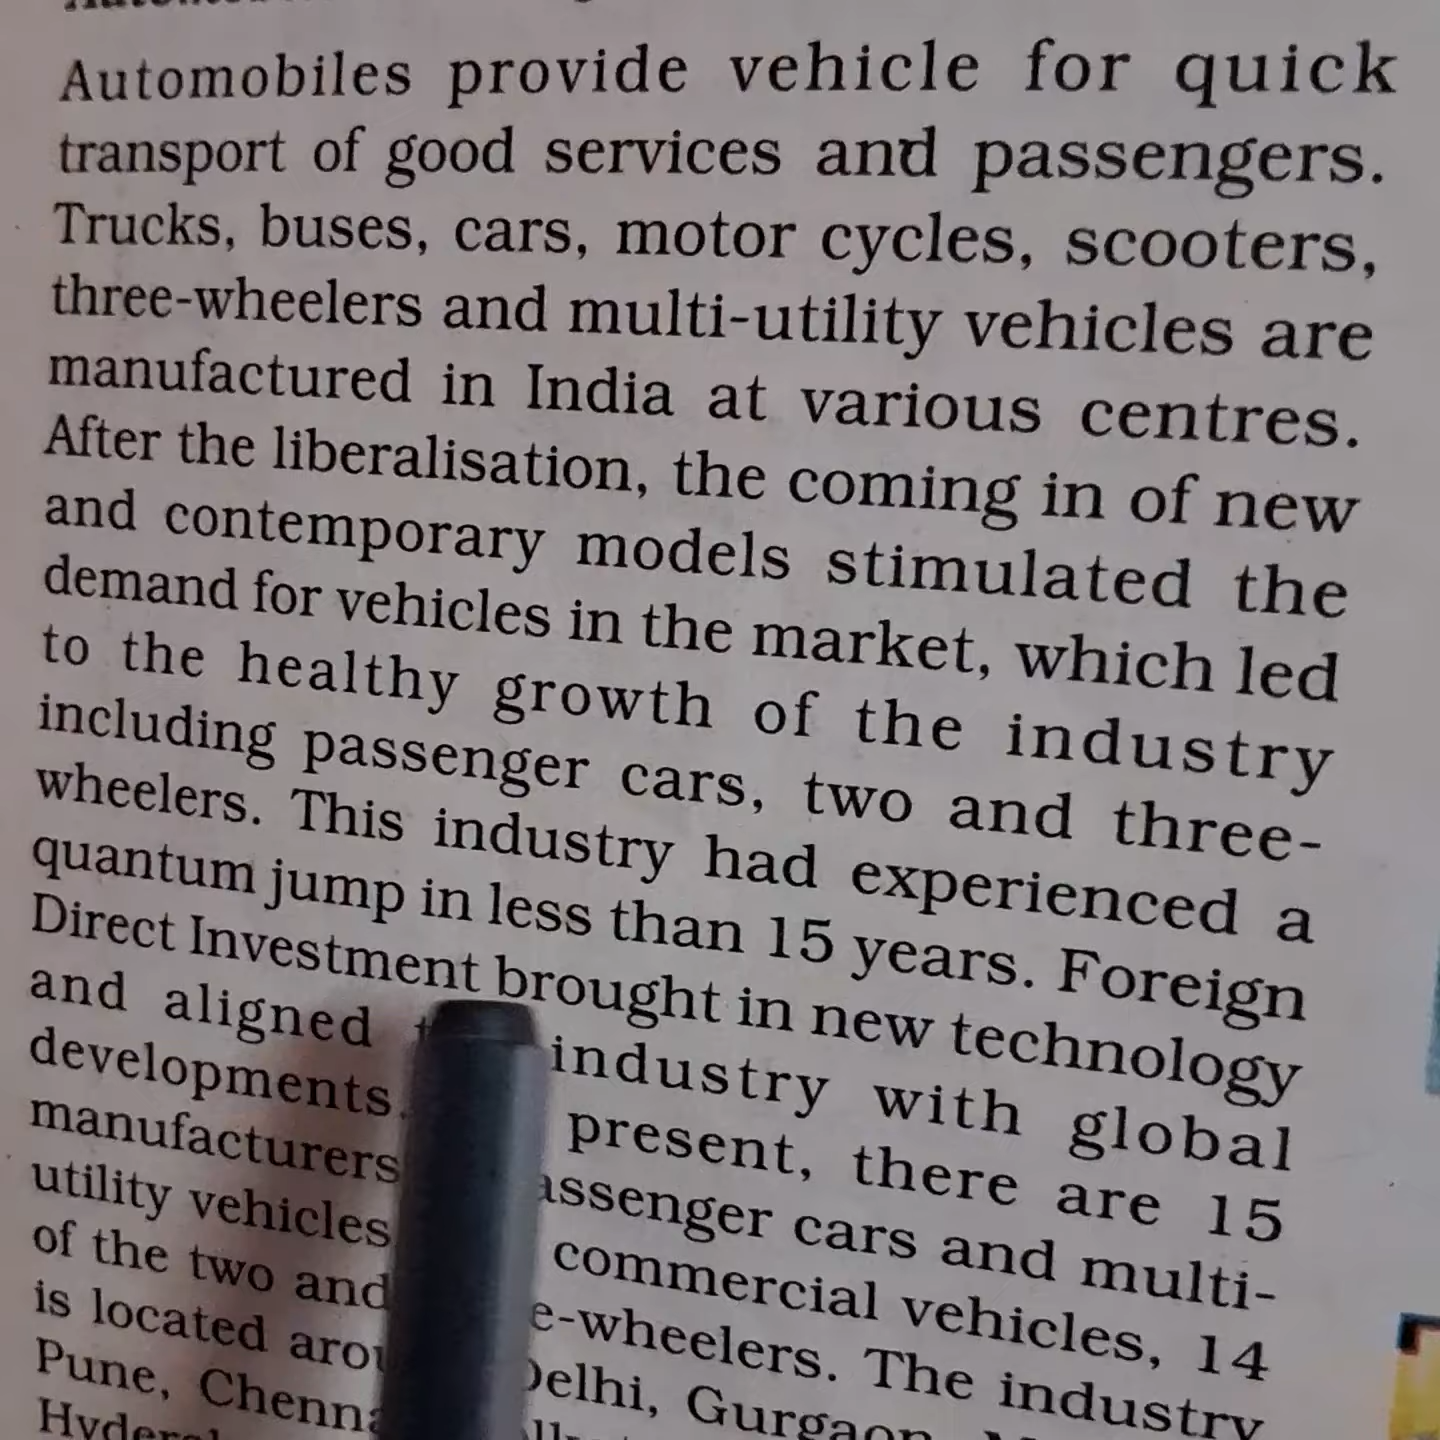 Automobiles provide vehicle for quick
transport of good services and passengers.
Trucks, buses, cars, motor cycles, scooters,
three-wheelers and multi-utility vehicles are
manufactured in India at various centres.
After the liberalisation, the coming in of new
and contemporary models stimulated the
demand for vehicles in the market, which led
to the healthy growth of the industry
including passenger cars, two and three-
wheelers. This industry had experienced a
quantum jump in less than 15 years. Foreign
Direct Investment brought in new technology
and aligned industry with global
developments. present, there are 15
manufacturers cars and multi-
utility vehicles commercial vehicles, 14
of the two and wheelers. The industry
is located Delhi, Gurgaon,
Pune,